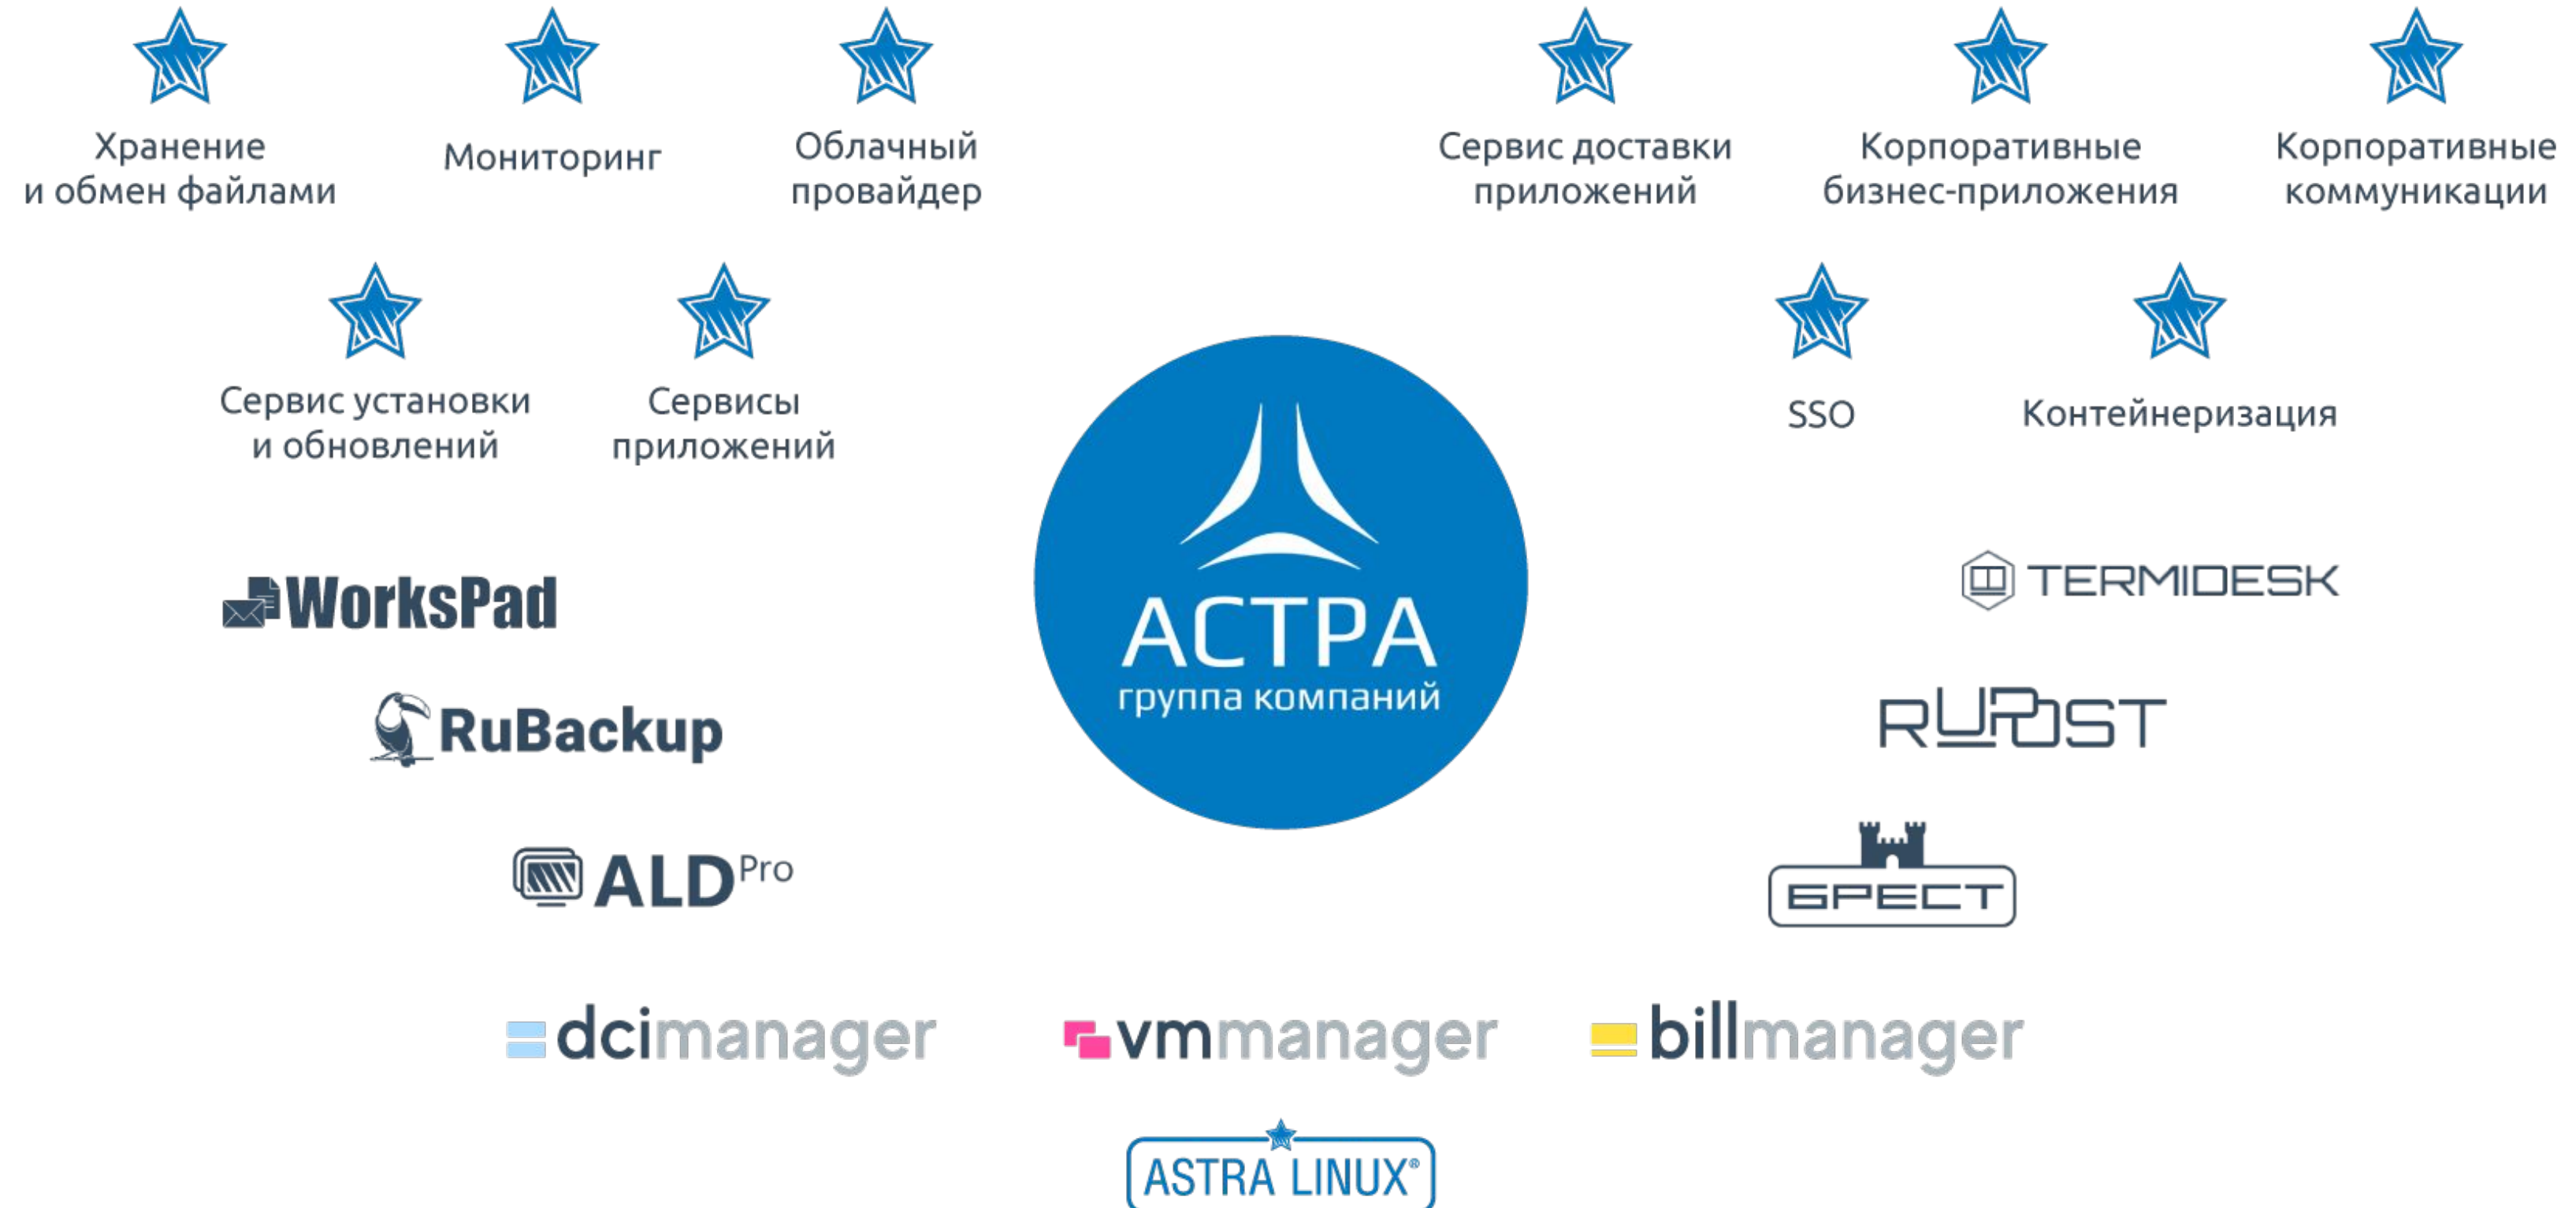 Хранение
и обмен файлами
Мониторинг
Облачный
провайдер
Сервис доставки
приложений
Корпоративные
бизнес-приложения
Корпоративные
коммуникации
Сервис установки
и обновлений
Сервисы
приложений
SSO
Контейнеризация
АСТРА
группа компаний
WorksPad
TERMIDESK
RuBackup
RUPOST
ALD Pro
БРЕСТ
dcimanager
vmmanager
billmanager
ASTRA LINUX®